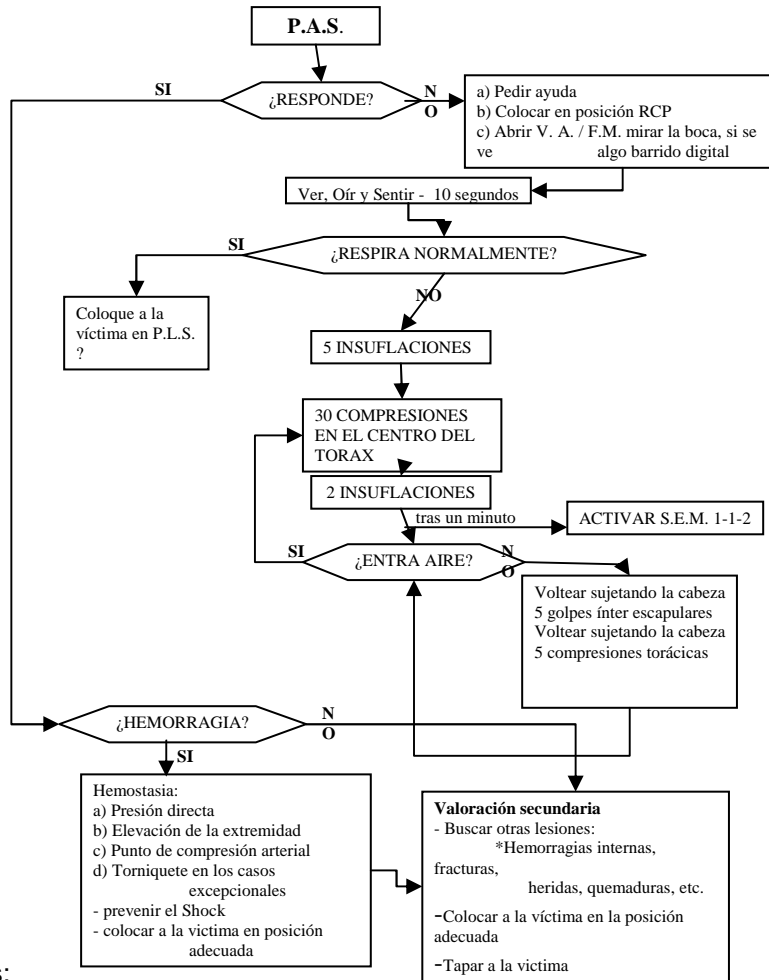 P.A.S.
¿RESPONDE?
SI
N
O
a) Pedir ayuda
b) Colocar en posición RCP
c) Abrir V. A. / F.M. mirar la boca, si se
ve algo barrido digital
Ver, Oír y Sentir - 10 segundos
¿RESPIRA NORMALMENTE?
SI
NO
Coloque a la
víctima en P.L.S.
?
5 INSUFLACIONES
30 COMPRESIONES
EN EL CENTRO DEL
TORAX
2 INSUFLACIONES
tras un minuto
ACTIVAR S.E.M. 1-1-2
¿ENTRA AIRE?
SI
N
O
Voltear sujetando la cabeza
5 golpes ínter escapulares
Voltear sujetando la cabeza
5 compresiones torácicas
¿HEMORRAGIA?
N
O
SI
Hemostasia:
a) Presión directa
b) Elevación de la extremidad
c) Punto de compresión arterial
d) Torniquete en los casos
excepcionales
- prevenir el Shock
- colocar a la victima en posición
adecuada
Valoración secundaria
- Buscar otras lesiones:
*Hemorragias internas,
fracturas,
heridas, quemaduras, etc.
-Colocar a la víctima en la posición
adecuada
-Tapar a la victima